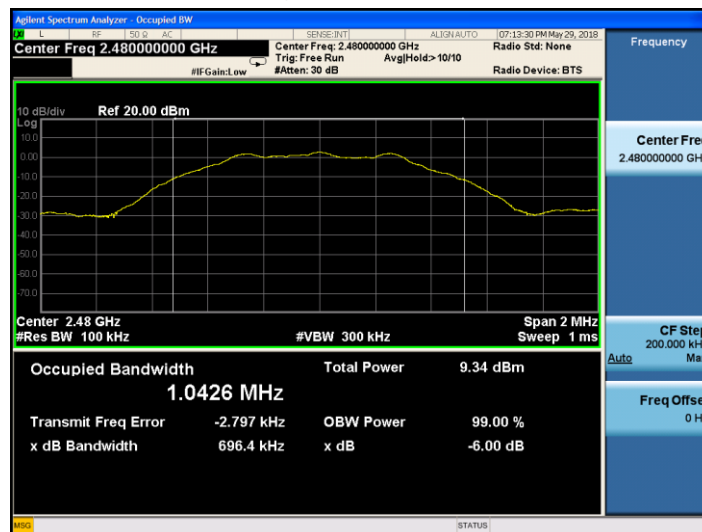 Agilent Spectrum Analyzer - Occupied BW
L RF 50 Ω AC SENSE:INT ALIGN AUTO 07:13:30 PM May 29, 2018
Center Freq 2.480000000 GHz
Center Freq: 2.480000000 GHz
Radio Std: None
Trig: Free Run Avg|Hold:>10/10
#IFGain:Low
#Atten: 30 dB
Radio Device: BTS
10 dB/div Ref 20.00 dBm
Log
10.0
0.00
-10.0
-20.0
-30.0
-40.0
-50.0
-60.0
-70.0
Center 2.48 GHz Span 2 MHz
#Res BW 100 kHz #VBW 300 kHz Sweep 1 ms
Occupied Bandwidth Total Power 9.34 dBm
1.0426 MHz
Transmit Freq Error -2.797 kHz OBW Power 99.00 %
x dB Bandwidth 696.4 kHz x dB -6.00 dB
MSG STATUS
Frequency
Center Fre
2.480000000 GH
CF Step
200.000 kH
Auto Ma
Freq Offse
0 H